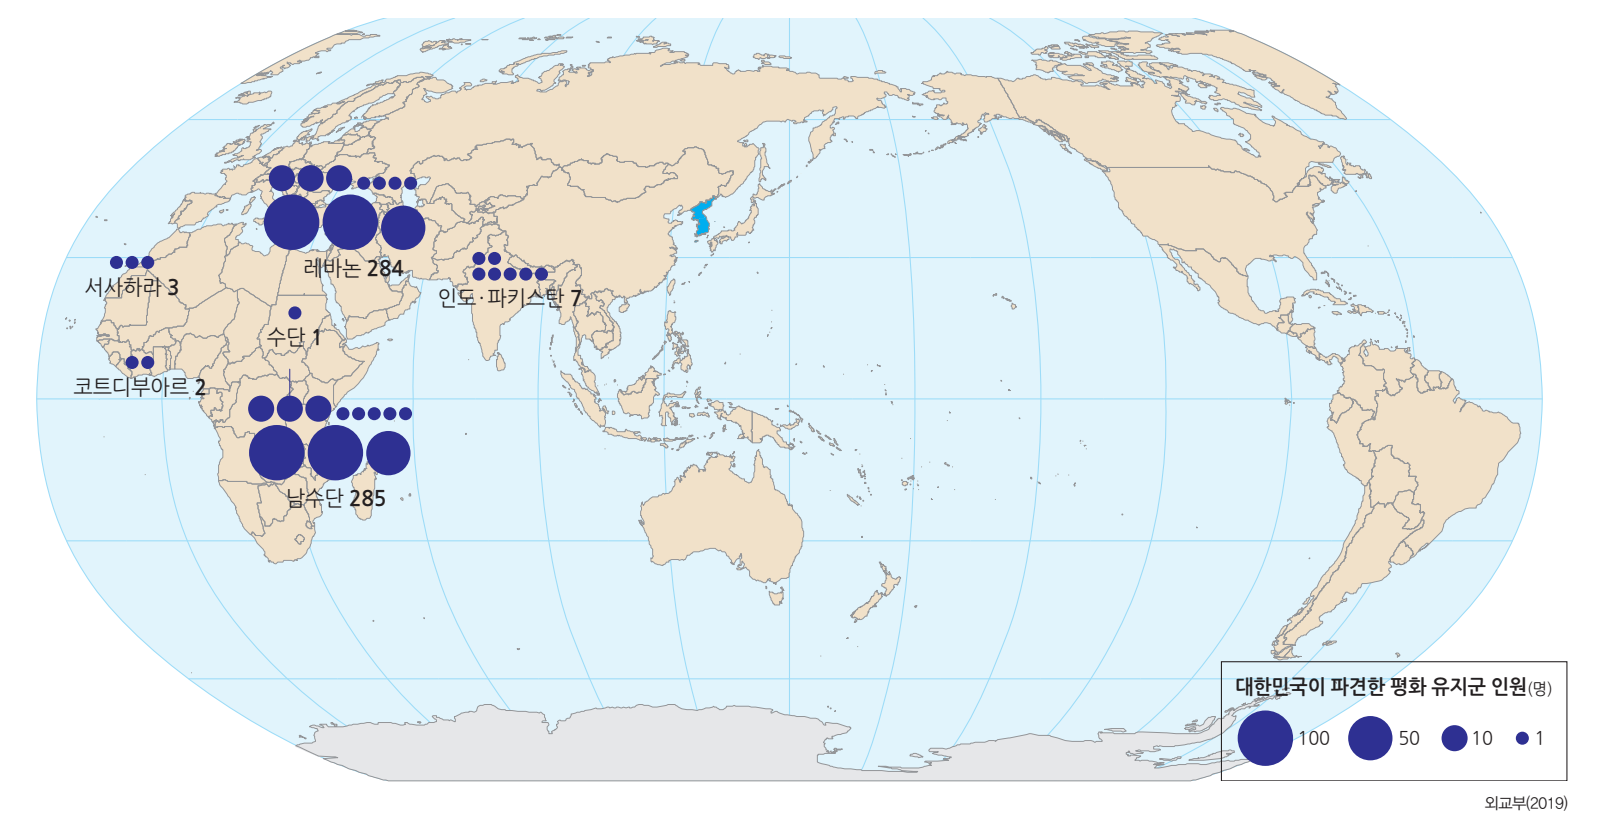 레바논 284
서사하라 3
인도·파키스탄 7
수단 1
코트디부아르 2
남수단 285
대한민국이 파견한 평화 유지군 인원(명)
100 50 10 1
외교부(2019)